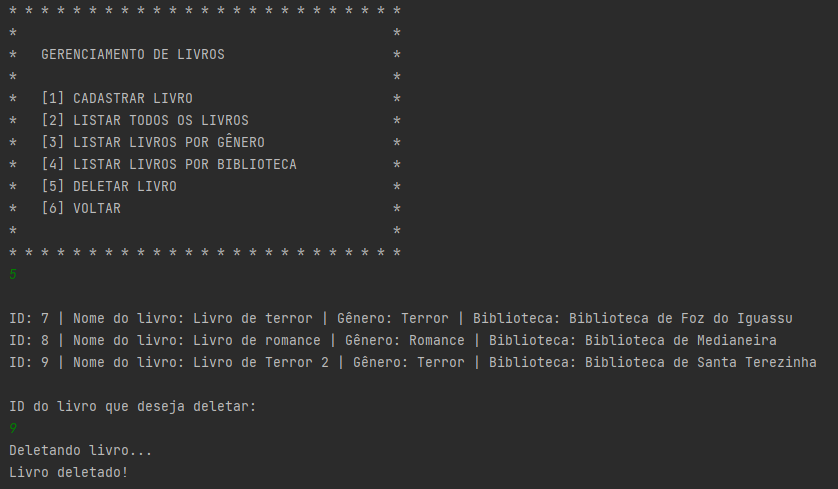 * * * * * * * * * * * * * * * * * * * * * * * * *
*                                               *
*   GERENCIAMENTO DE LIVROS                     *
*                                               *
*   [1] CADASTRAR LIVRO                         *
*   [2] LISTAR TODOS OS LIVROS                  *
*   [3] LISTAR LIVROS POR GÊNERO                *
*   [4] LISTAR LIVROS POR BIBLIOTECA            *
*   [5] DELETAR LIVRO                           *
*   [6] VOLTAR                                  *
*                                               *
* * * * * * * * * * * * * * * * * * * * * * * * *
5
ID: 7 | Nome do livro: Livro de terror | Gênero: Terror | Biblioteca: Biblioteca de Foz do Iguassu
ID: 8 | Nome do livro: Livro de romance | Gênero: Romance | Biblioteca: Biblioteca de Medianeira
ID: 9 | Nome do livro: Livro de Terror 2 | Gênero: Terror | Biblioteca: Biblioteca de Santa Terezinha
ID do livro que deseja deletar:
9
Deletando livro...
Livro deletado!